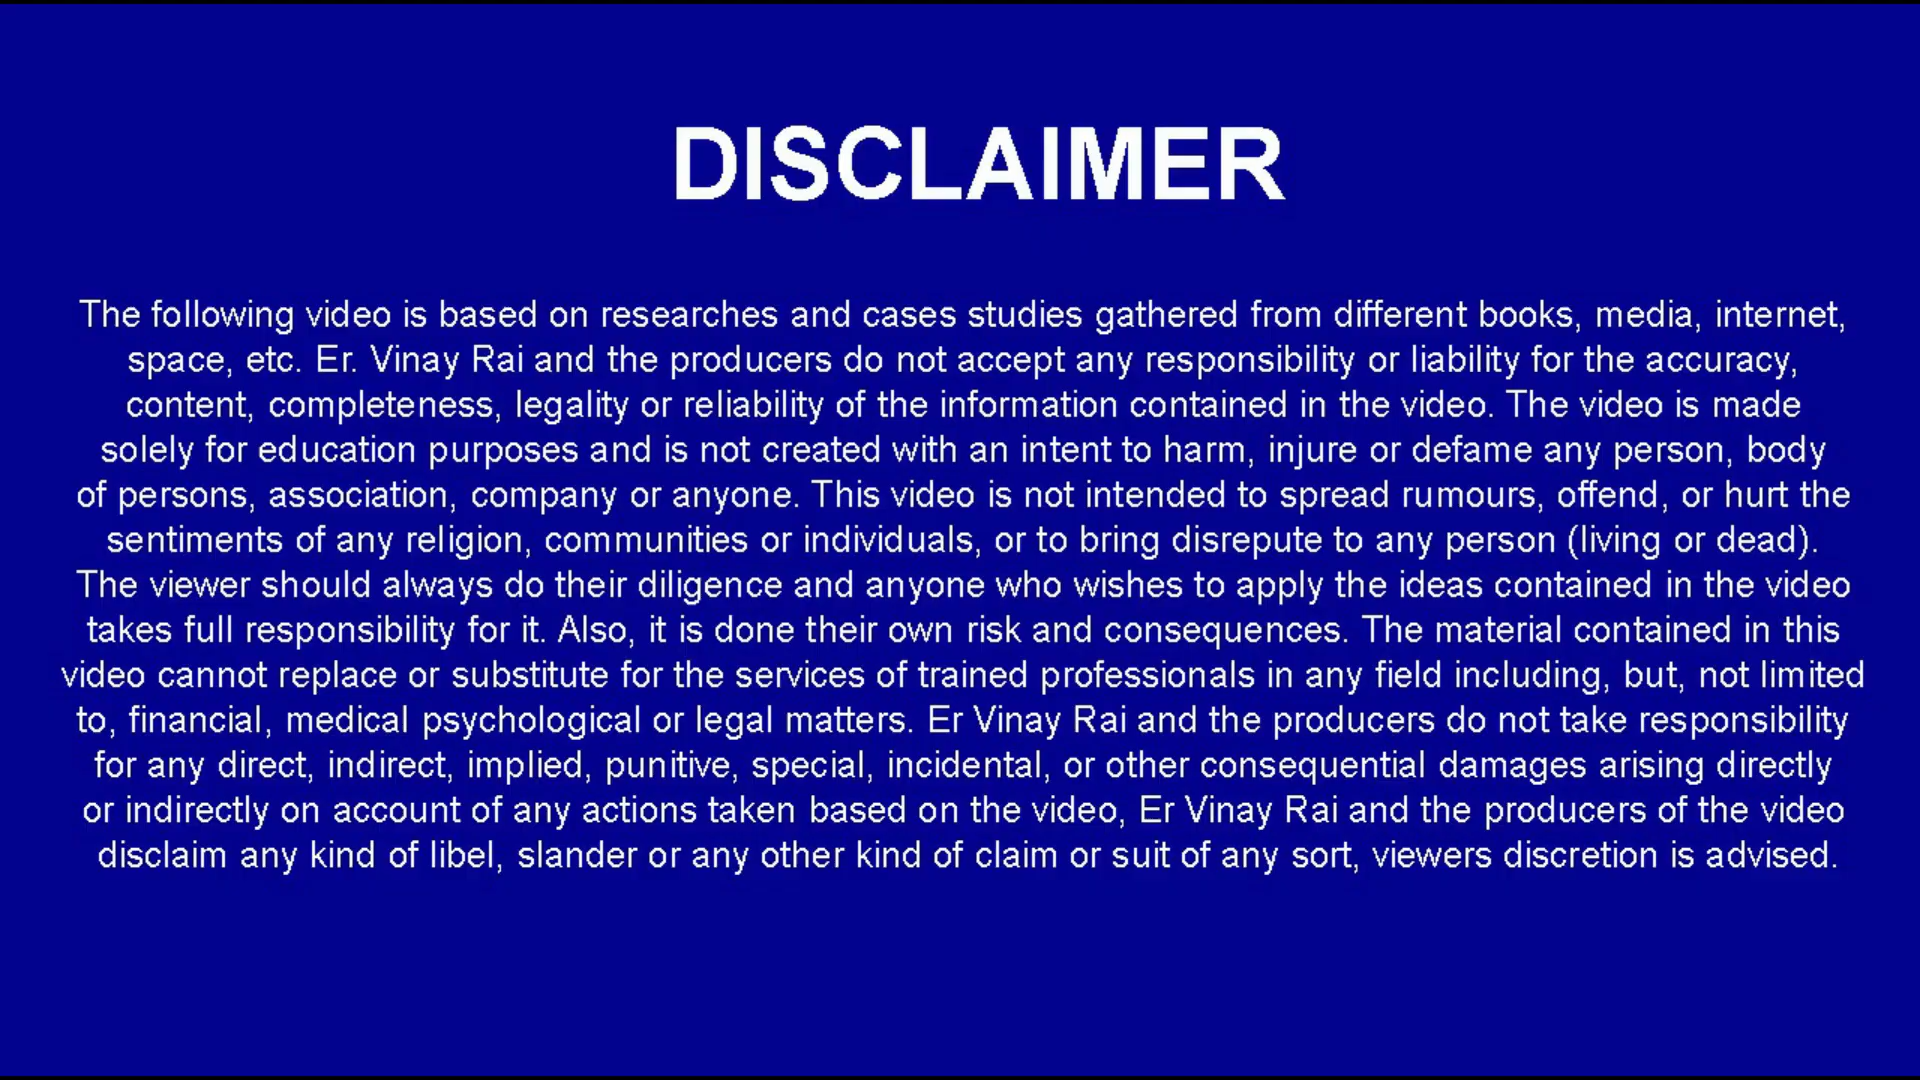 DISCLAIMER
The following video is based on researches and cases studies gathered from different books, media, internet,
space, etc. Er. Vinay Rai and the producers do not accept any responsibility or liability for the accuracy,
content, completeness, legality or reliability of the information contained in the video. The video is made
solely for education purposes and is not created with an intent to harm, injure or defame any person, body
of persons, association, company or anyone. This video is not intended to spread rumours, offend, or hurt the
sentiments of any religion, communities or individuals, or to bring disrepute to any person (living or dead).
The viewer should always do their diligence and anyone who wishes to apply the ideas contained in the video
takes full responsibility for it. Also, it is done their own risk and consequences. The material contained in this
video cannot replace or substitute for the services of trained professionals in any field including, but, not limited
to, financial, medical psychological or legal matters. Er Vinay Rai and the producers do not take responsibility
for any direct, indirect, implied, punitive, special, incidental, or other consequential damages arising directly
or indirectly on account of any actions taken based on the video, Er Vinay Rai and the producers of the video
disclaim any kind of libel, slander or any other kind of claim or suit of any sort, viewers discretion is advised.